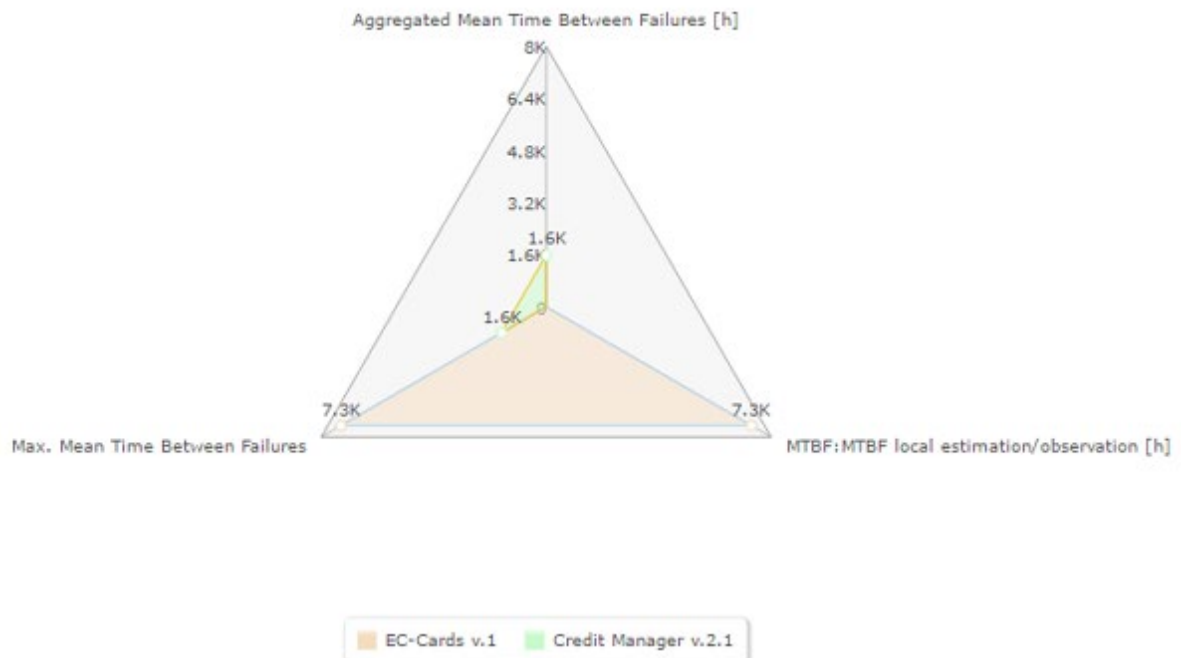 Aggregated Mean Time Between Failures [h]
8K
6.4K
4.8K
3.2K
1.6K
1.6K
1.6K
0
7.3K
7.3K
Max. Mean Time Between Failures
MTBF:MTBF local estimation/observation [h]
EC-Cards v.1
Credit Manager v.2.1